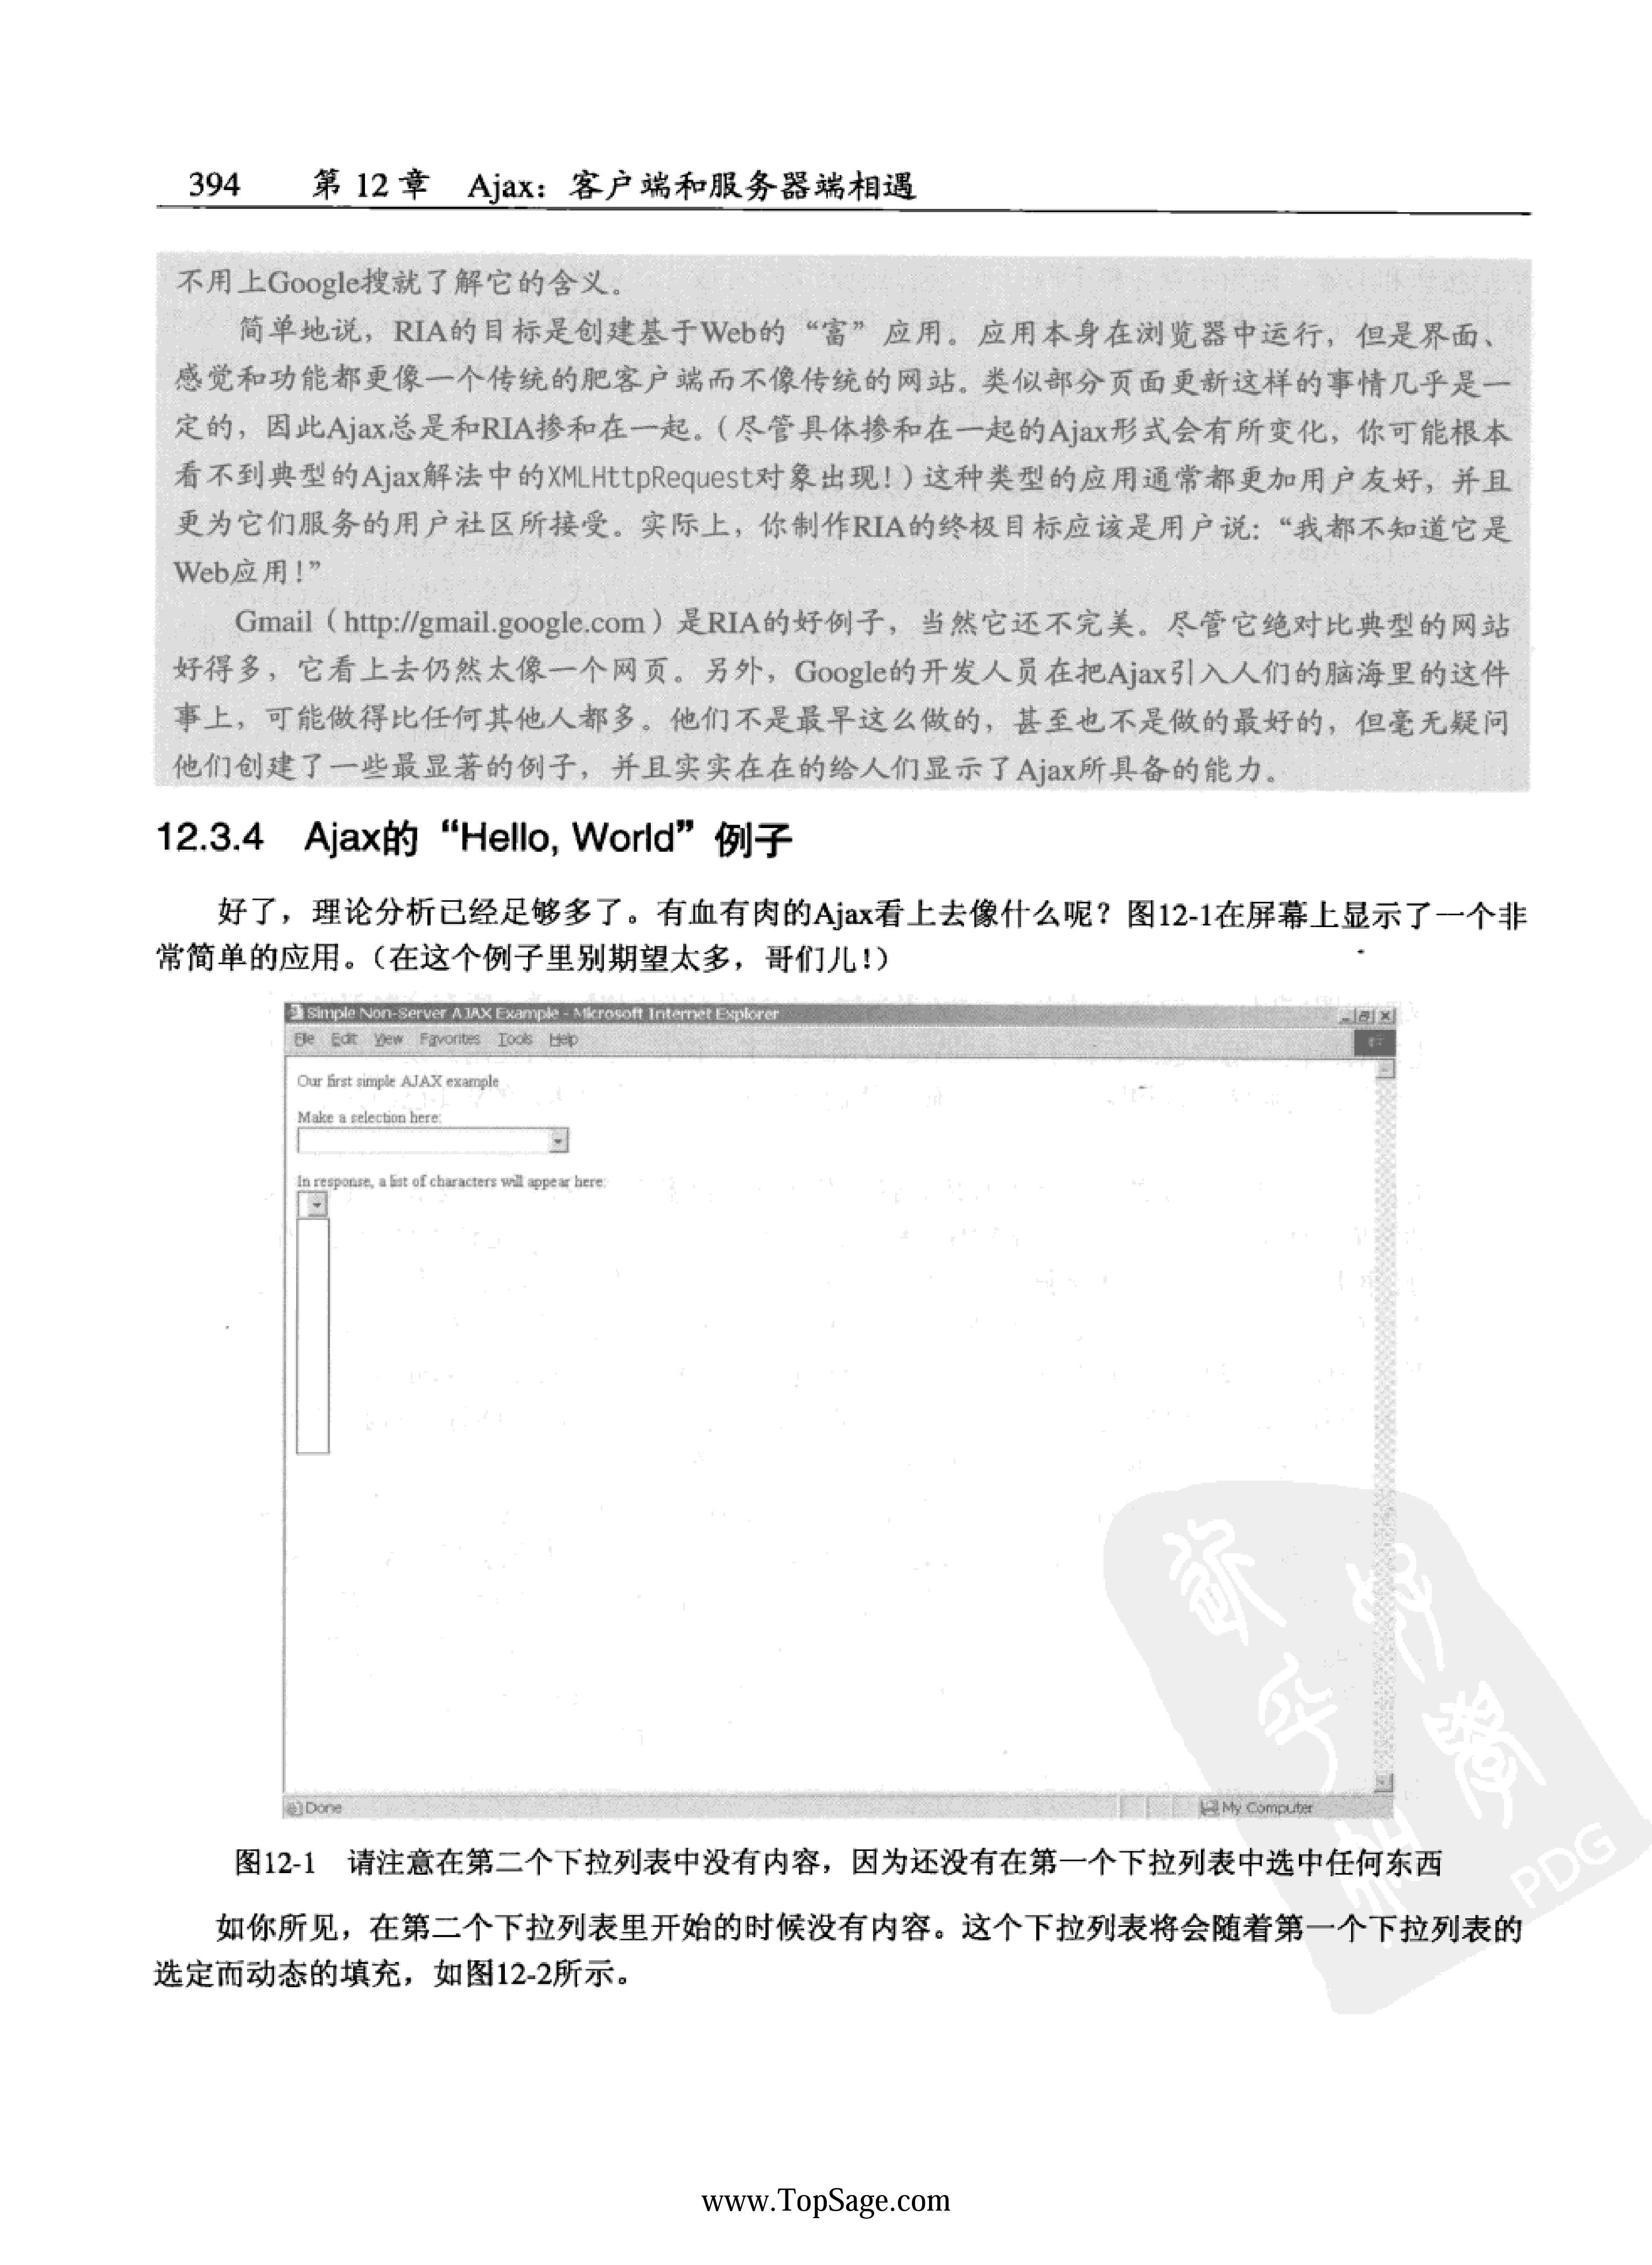 394 第 12 章 Ajax：客户端和服务器端相遇
不用上Google搜就了解它的含义。
简单地说，RIA的目标是创建基于Web的“富”应用。应用本身在浏览器中运行，但是界面、
感觉和功能都更像一个传统的肥客户端而不像传统的网站。类似部分页面更新这样的事情几乎是一
定的，因此Ajax总是和RIA掺和在一起。（尽管具体掺和在一起的Ajax形式会有所变化，你可能根本
看不到典型的Ajax解法中的XMLHttpRequest对象出现！）这种类型的应用通常都更加用户友好，并且
更为它们服务的用户社区所接受。实际上，你制作RIA的终极目标应该是用户说：“我都不知道它是
Web应用！”
Gmail（http://gmail.google.com）是RIA的好例子，当然它还不完美。尽管它绝对比典型的网站
好得多，它看上去仍然太像一个网页。另外，Google的开发人员在把Ajax引入人们的脑海里的这件
事上，可能做得比任何其他人都多。他们不是最早这么做的，甚至也不是做的最好的，但毫无疑问
他们创建了一些最显著的例子，并且实实在在的给人们显示了Ajax所具备的能力。
12.3.4 Ajax的“Hello, World”例子
好了，理论分析已经足够多了。有血有肉的Ajax看上去像什么呢？图12-1在屏幕上显示了一个非
常简单的应用。（在这个例子里别期望太多，哥们儿！）
Simple Non-Server AJAX Example - Microsoft Internet Explorer
File Edit View Favorites Tools Help
Our first simple AJAX example
Make a selection here:
In response, a list of characters will appear here:
Done My Computer
图12-1 请注意在第二个下拉列表中没有内容，因为还没有在第一个下拉列表中选中任何东西
PDG
如你所见，在第二个下拉列表里开始的时候没有内容。这个下拉列表将会随着第一个下拉列表的
选定而动态的填充，如图12-2所示。
www.TopSage.com